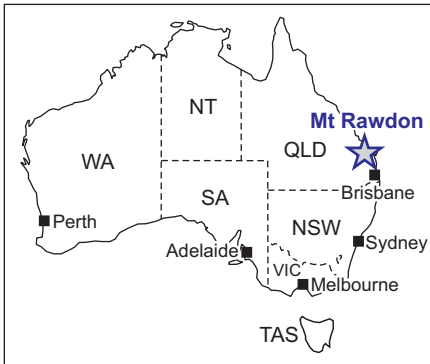 NT
Mt Rawdon
QLD
WA
Brisbane
SA
NSW
Perth
Sydney
Adelaide
VIC
Melbourne
TAS